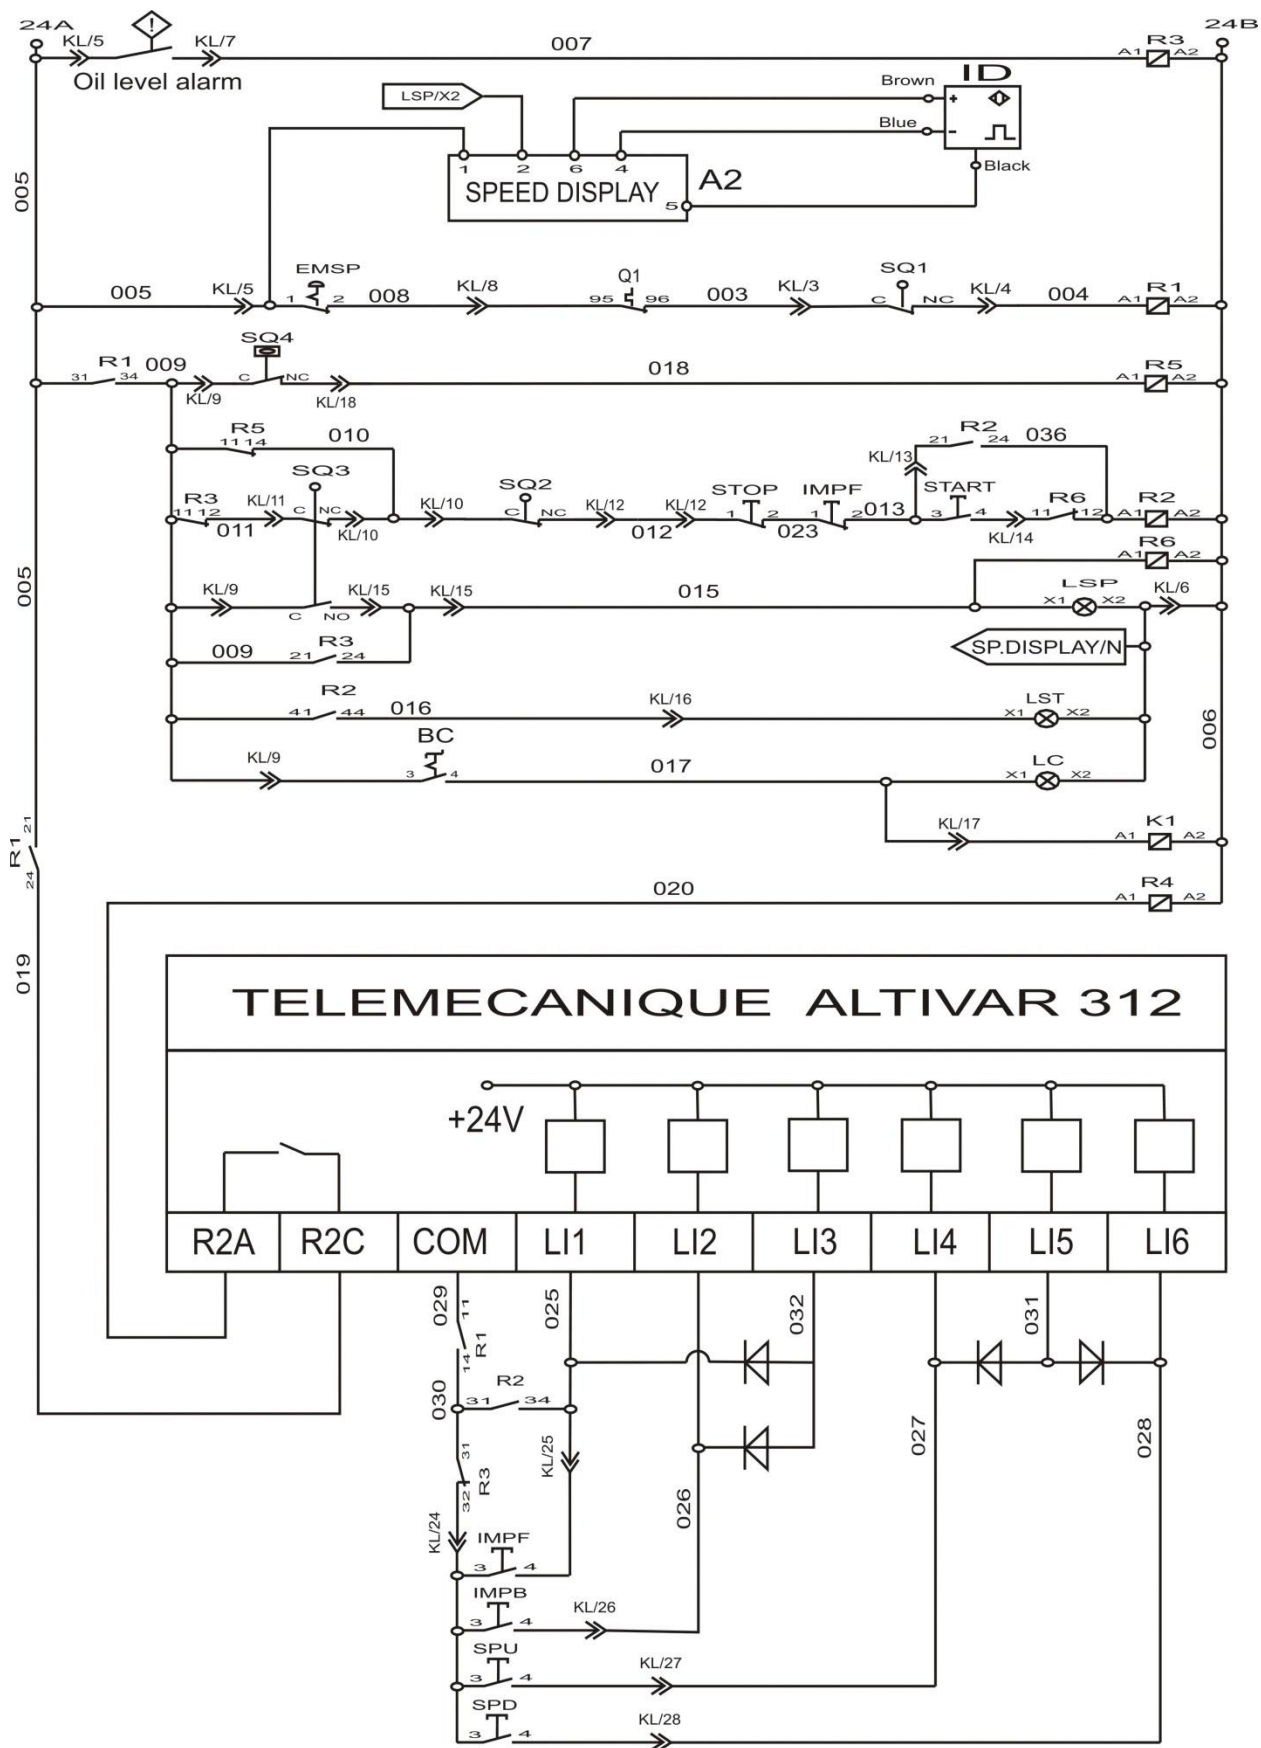 24A 24B
KL/5 ! KL/7 007 R3
A1 A2
Oil level alarm
ID
Brown
LSP/X2 +
Blue -
Black
1 2 6 4
SPEED DISPLAY A2
5
005
EMSP Q1 SQ1
005 KL/5 1 2 008 KL/8 95 96 003 KL/3 C NC KL/4 004 R1
A1 A2
SQ4
R1 009 018 R5
31 34 KL/9 C NC KL/18 A1 A2
R5 010 R2 036
11 14 21 24
KL/13
SQ3 SQ2 STOP IMPF START
R3 KL/11 C NC KL/10 C NC KL/12 KL/12 1 2 1 2 013 3 4 R6 R2
11 12 011 KL/10 012 023 KL/14 11 12 A1 A2
R6
A1 A2
005
KL/9 KL/15 KL/15 015 LSP KL/6
C NO X1 X2
R3
009 21 24 SP.DISPLAY/N
R2 KL/16 LST
41 44 016 X1 X2
006
BC
KL/9 3 4 017 LC
X1 X2
KL/17 K1
A1 A2
R1 21
24
020 R4
A1 A2
019
TELEMECANIQUE ALTIVAR 312
+24V
R2A R2C COM LI1 LI2 LI3 LI4 LI5 LI6
029 11 025 032 031
14 R1
030 R2
31 34
31 KL/25 027 028
32 R3 026
KL/24 IMPF
3 4
IMPB
3 4 KL/26
SPU
3 4 KL/27
SPD
3 4 KL/28